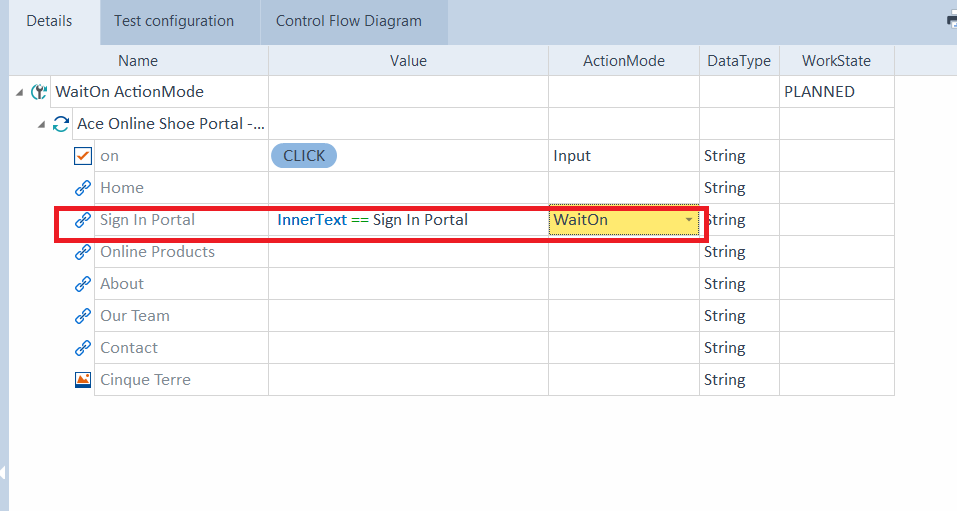 Details Test configuration Control Flow Diagram
Name Value ActionMode DataType WorkState
WaitOn ActionMode PLANNED
Ace Online Shoe Portal -...
on CLICK Input String
Home String
Sign In Portal InnerText == Sign In Portal WaitOn String
Online Products String
About String
Our Team String
Contact String
Cinque Terre String